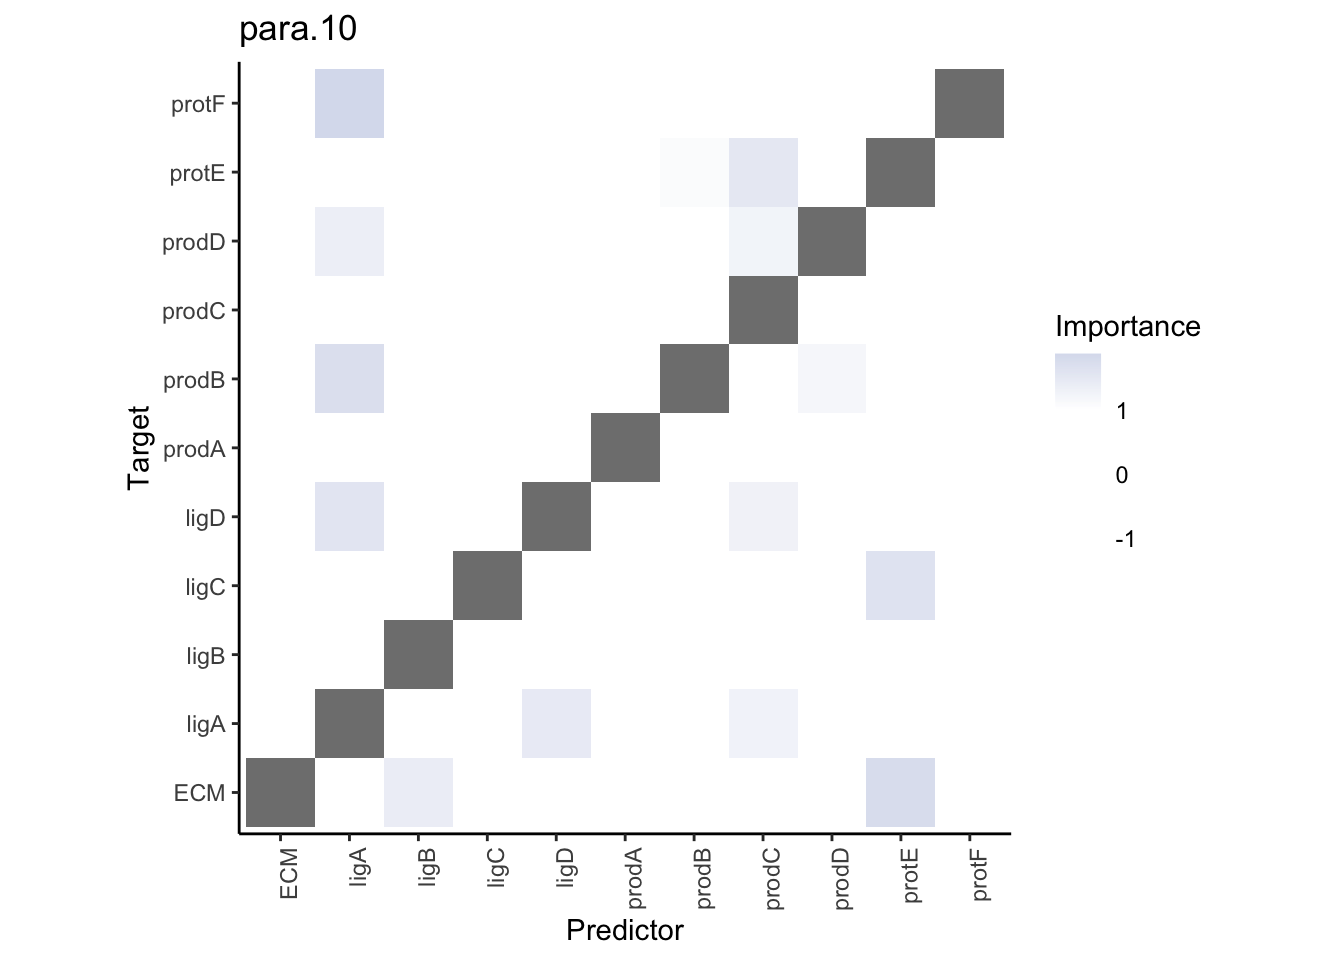 para.10
protF
protE
prodD
prodC
prodB
prodA
ligD
ligC
ligB
ligA
ECM
Target
ECM
ligA
ligB
ligC
ligD
prodA
prodB
prodC
prodD
protE
protF
Predictor
Importance
1
0
-1